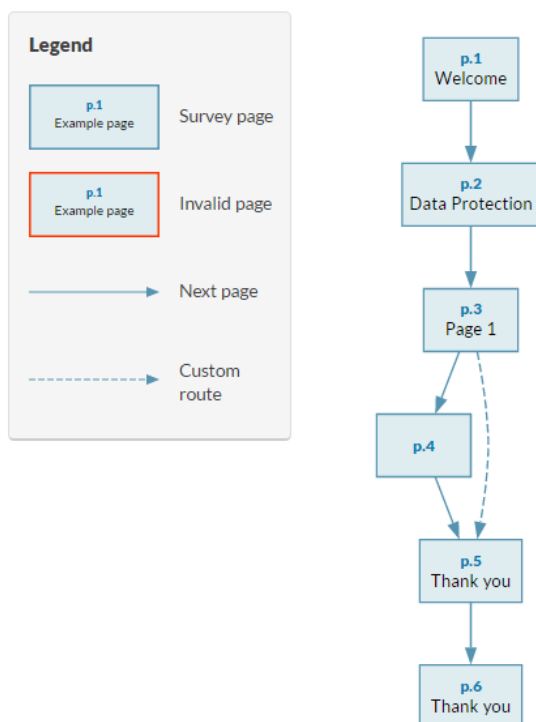 Legend
p.1
Example page
Survey page
p.1
Example page
Invalid page
Next page
Custom
route
p.1
Welcome
p.2
Data Protection
p.3
Page 1
p.4
p.5
Thank you
p.6
Thank you